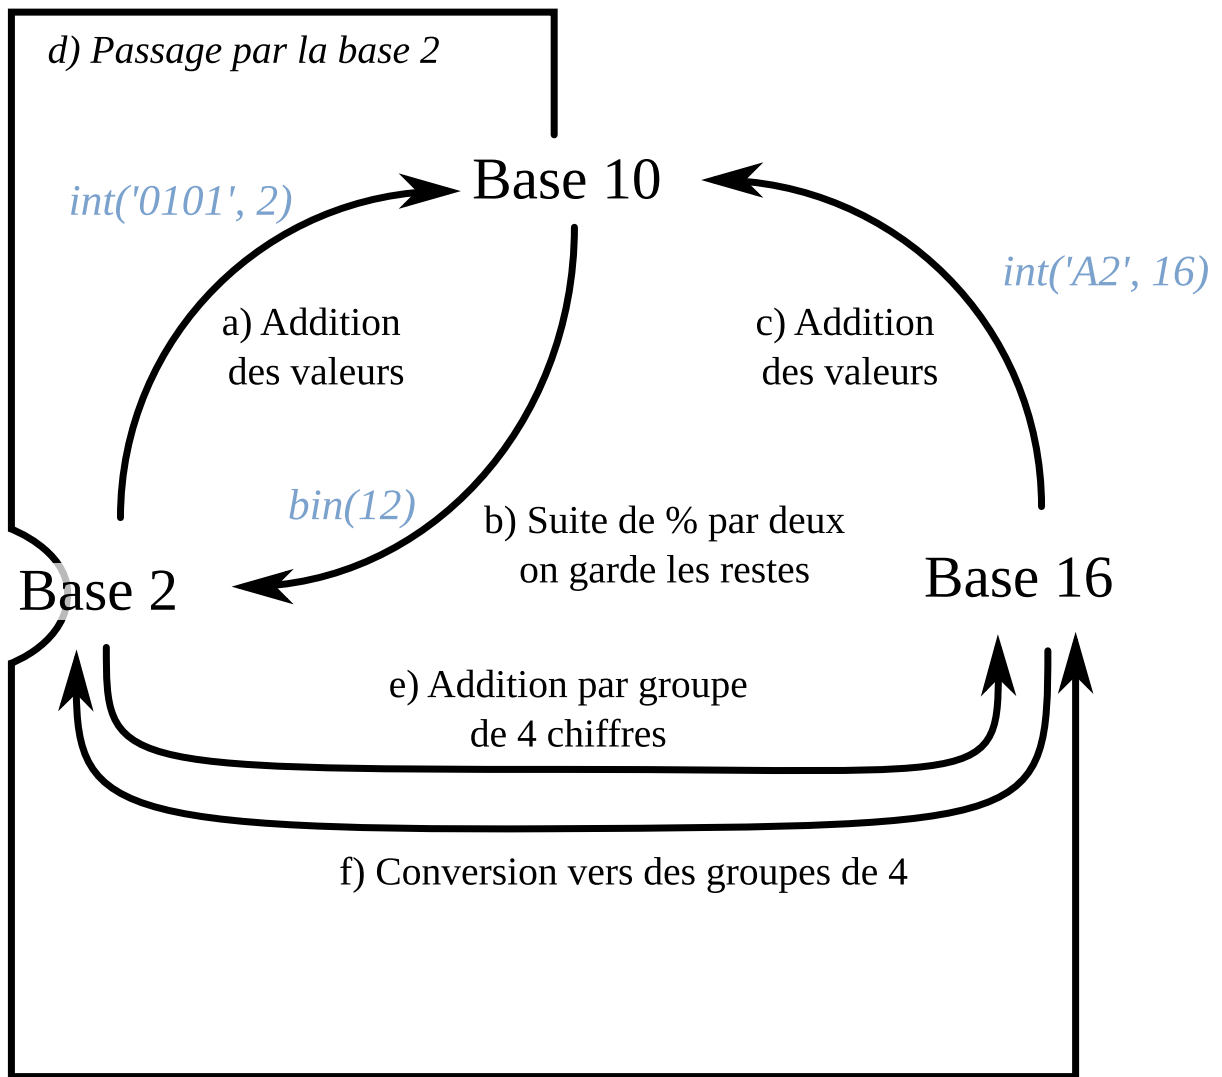 d) Passage par la base 2
Base 10
int('0101', 2)
int('A2', 16)
a) Addition
des valeurs
c) Addition
des valeurs
bin(12)
b) Suite de % par deux
on garde les restes
Base 2
Base 16
e) Addition par groupe
de 4 chiffres
f) Conversion vers des groupes de 4